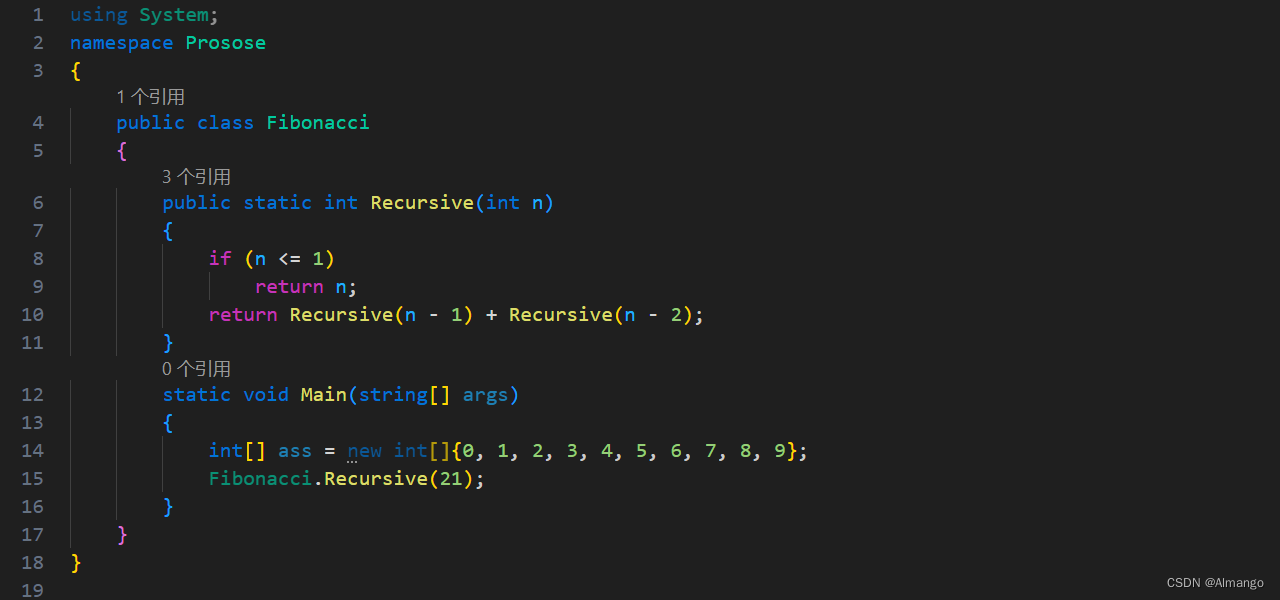 1 using System;
2 namespace Prosose
3 {
1 个引用
4 public class Fibonacci
5 {
3 个引用
6 public static int Recursive(int n)
7 {
8 if (n <= 1)
9 return n;
10 return Recursive(n - 1) + Recursive(n - 2);
11 }
0 个引用
12 static void Main(string[] args)
13 {
14 int[] ass = new int[]{0, 1, 2, 3, 4, 5, 6, 7, 8, 9};
15 Fibonacci.Recursive(21);
16 }
17 }
18 }
19
CSDN @Almango